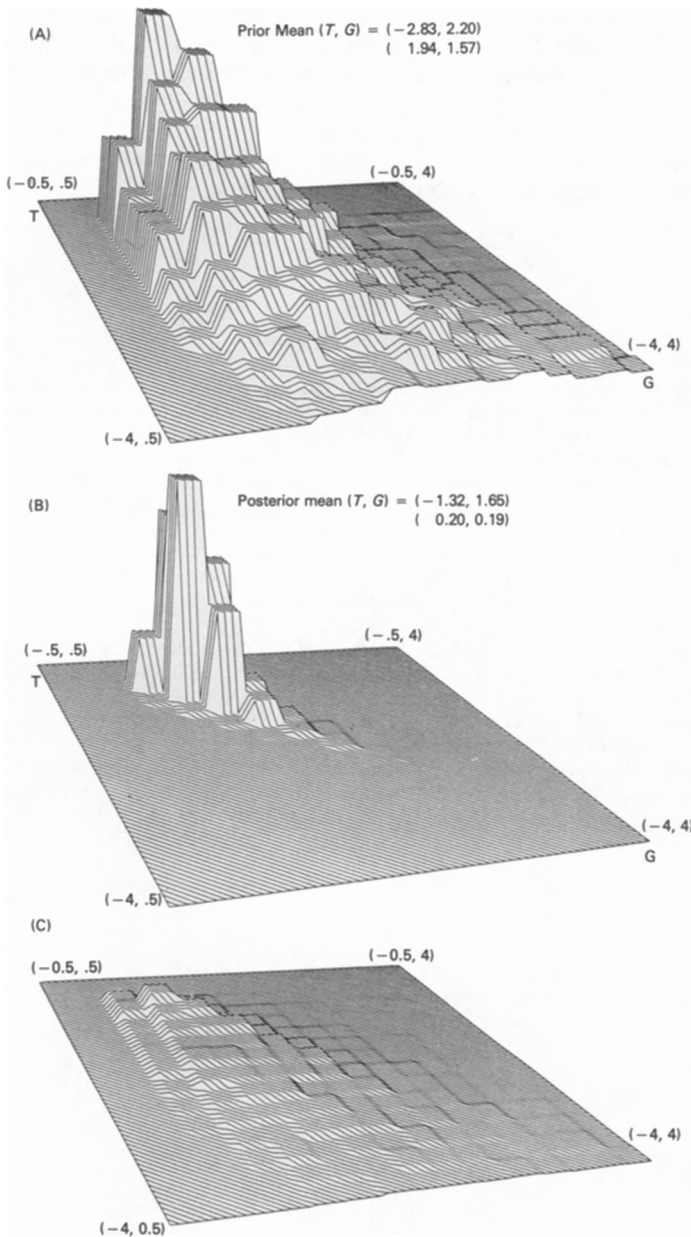 (A)
Prior Mean (T, G) = (−2.83, 2.20)
( 1.94, 1.57)
(−0.5, .5)
(−0.5, 4)
T
(−4, 4)
G
(−4, .5)
(B)
Posterior mean (T, G) = (−1.32, 1.65)
( 0.20, 0.19)
(−.5, .5)
(−.5, 4)
T
(−4, 4)
G
(−4, .5)
(C)
(−0.5, .5)
(−0.5, 4)
(−4, 4)
(−4, 0.5)